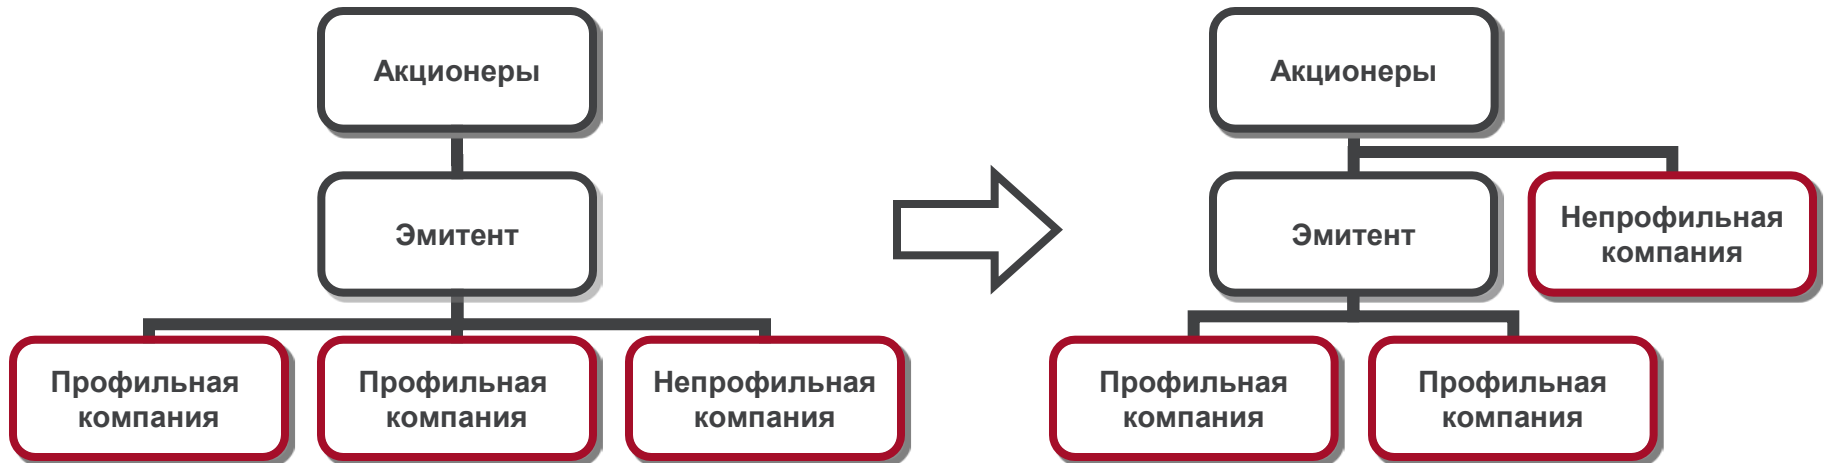 Акционеры
Эмитент
Профильная
компания
Профильная
компания
Непрофильная
компания
Акционеры
Эмитент
Непрофильная
компания
Профильная
компания
Профильная
компания